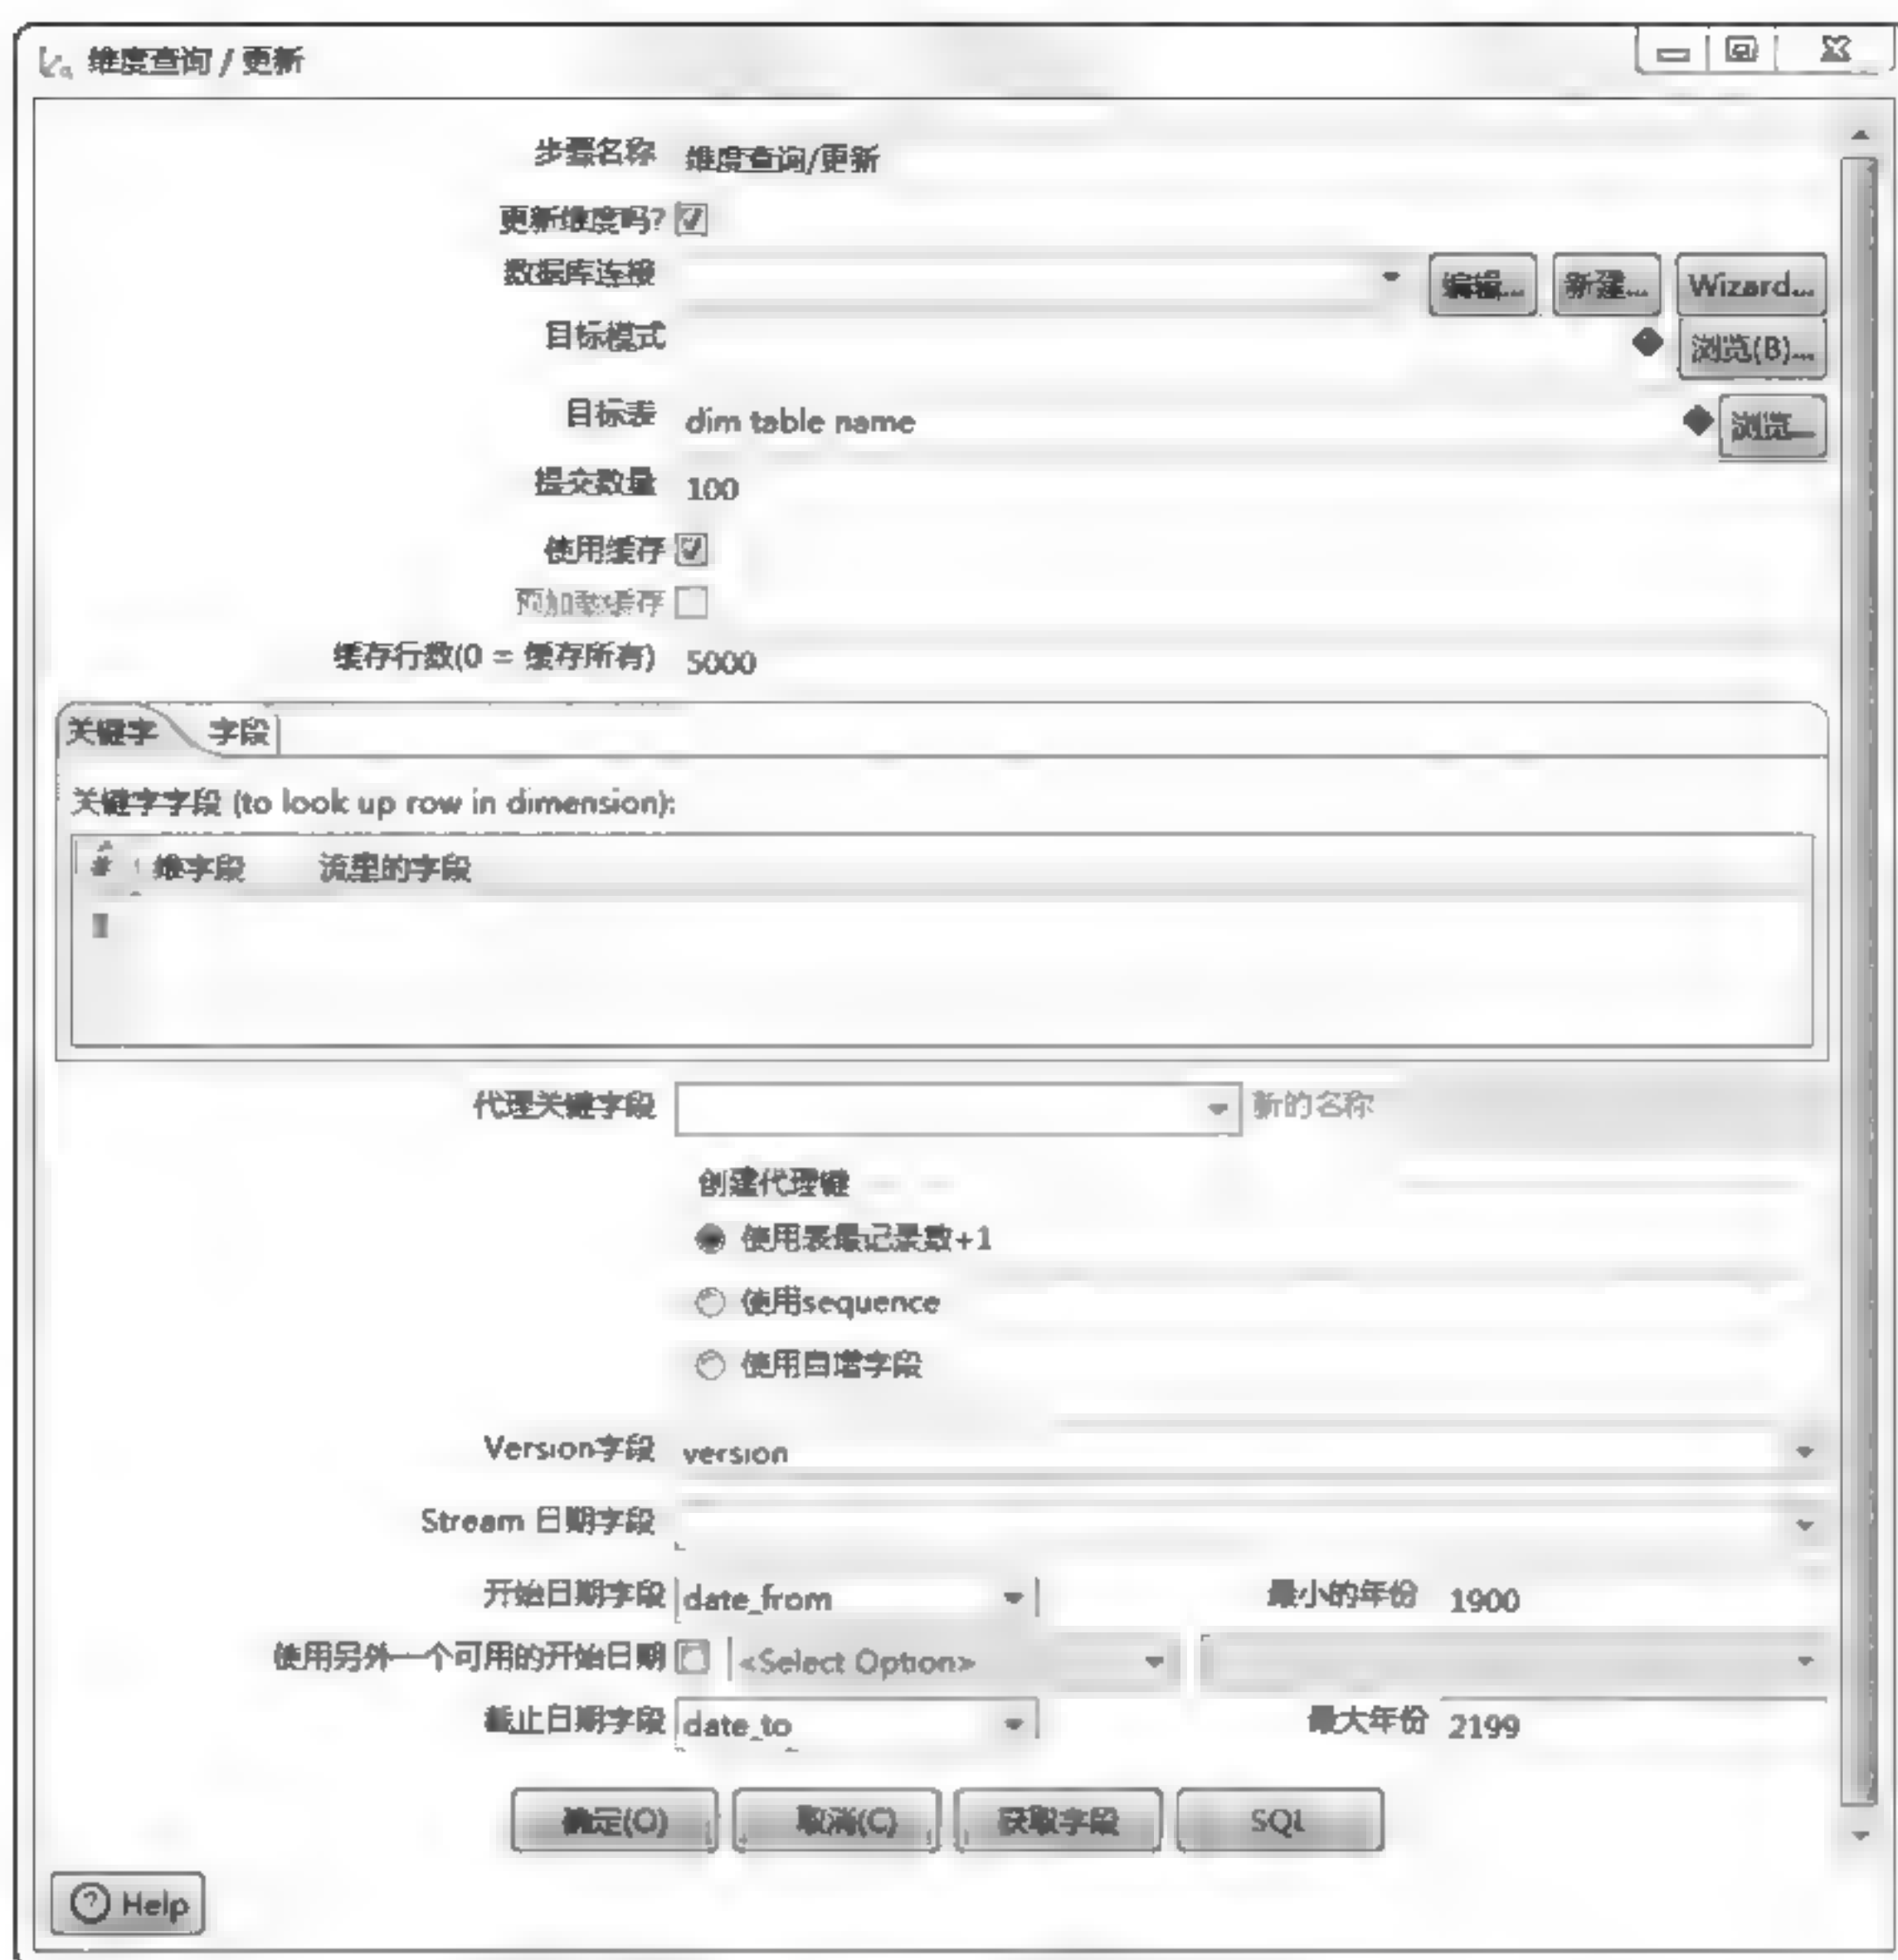 维度查询 / 更新
步骤名称 维度查询/更新
更新维度吗?
数据库连接 编辑... 新建... Wizard...
目标模式 浏览(B)...
目标表 dim table name 浏览...
提交数量 100
使用缓存
预加载缓存
缓存行数(0 = 缓存所有) 5000
关键字 字段
关键字字段 (to look up row in dimension):
# 维字段 流里的字段
1
代理关键字段 新的名称
创建代理键
使用表最记录数+1
使用sequence
使用自增字段
Version字段 version
Stream 日期字段
开始日期字段 date_from 最小的年份 1900
使用另外一个可用的开始日期 <Select Option>
截止日期字段 date_to 最大年份 2199
确定(O) 取消(C) 获取字段 SQL
Help